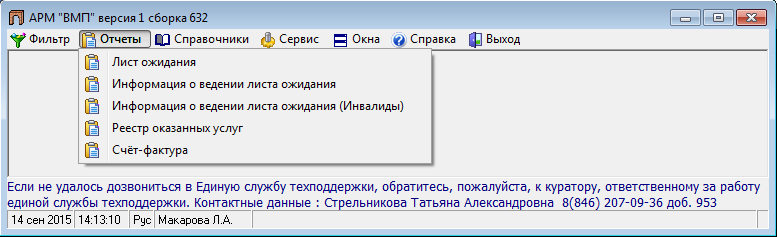 АРМ "ВМП" версия 1 сборка 632
Фильтр Отчеты Справочники Сервис Окна Справка Выход
Лист ожидания
Информация о ведении листа ожидания
Информация о ведении листа ожидания (Инвалиды)
Реестр оказанных услуг
Счёт-фактура
Если не удалось дозвониться в Единую службу техподдержки, обратитесь, пожалуйста, к куратору, ответственному за работу
единой службы техподдержки. Контактные данные : Стрельникова Татьяна Александровна 8(846) 207-09-36 доб. 953
14 сен 2015 14:13:10 Рус Макарова Л.А.